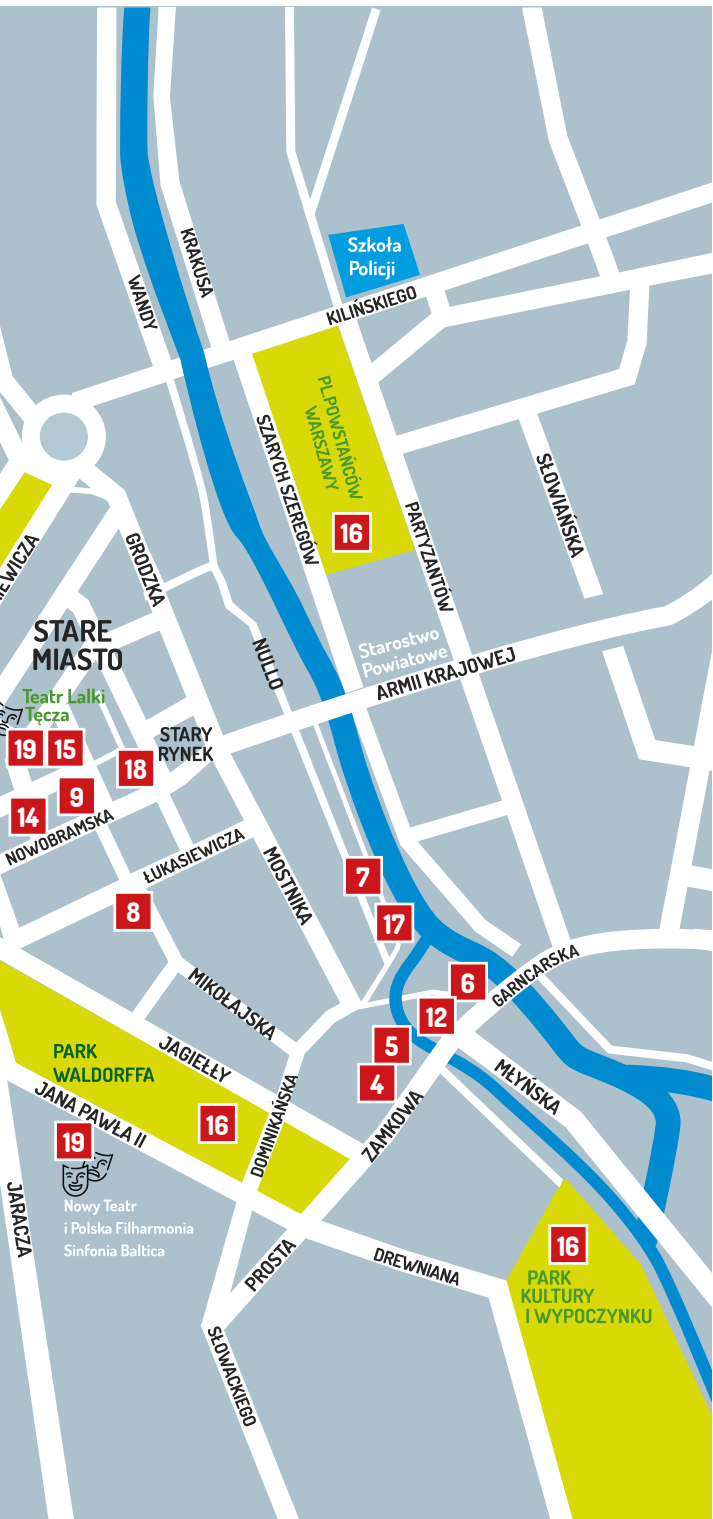 KRAKUSA
WANDY
Szkoła
Policji
KILIŃSKIEGO
PL.POWSTAŃCÓW
WARSZAWY
16
SZARYCH SZEREGÓW
PARTYZANTÓW
SŁOWIAŃSKA
GRODZKA
EWICZA
STARE
MIASTO
NULLO
Starostwo
Powiatowe
ARMII KRAJOWEJ
Teatr Lalki
Tęcza
19
15
STARY
RYNEK
18
9
14
NOWOBRAMSKA
ŁUKASIEWICZA
MOSTNIKA
7
8
17
MIKOŁAJSKA
6
GARNCARSKA
12
5
4
JAGIEŁŁY
PARK
WALDORFFA
MŁYŃSKA
JANA PAWŁA II
19
16
DOMINIKAŃSKA
ZAMKOWA
JARACZA
Nowy Teatr
i Polska Filharmonia
Sinfonia Baltica
PROSTA
DREWNIANA
16
PARK
KULTURY
I WYPOCZYNKU
SŁOWACKIEGO